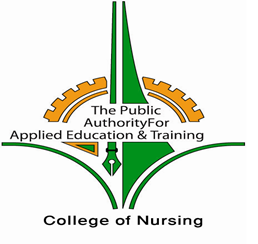 The Public
AuthorityFor
Applied Education & Training
College of Nursing